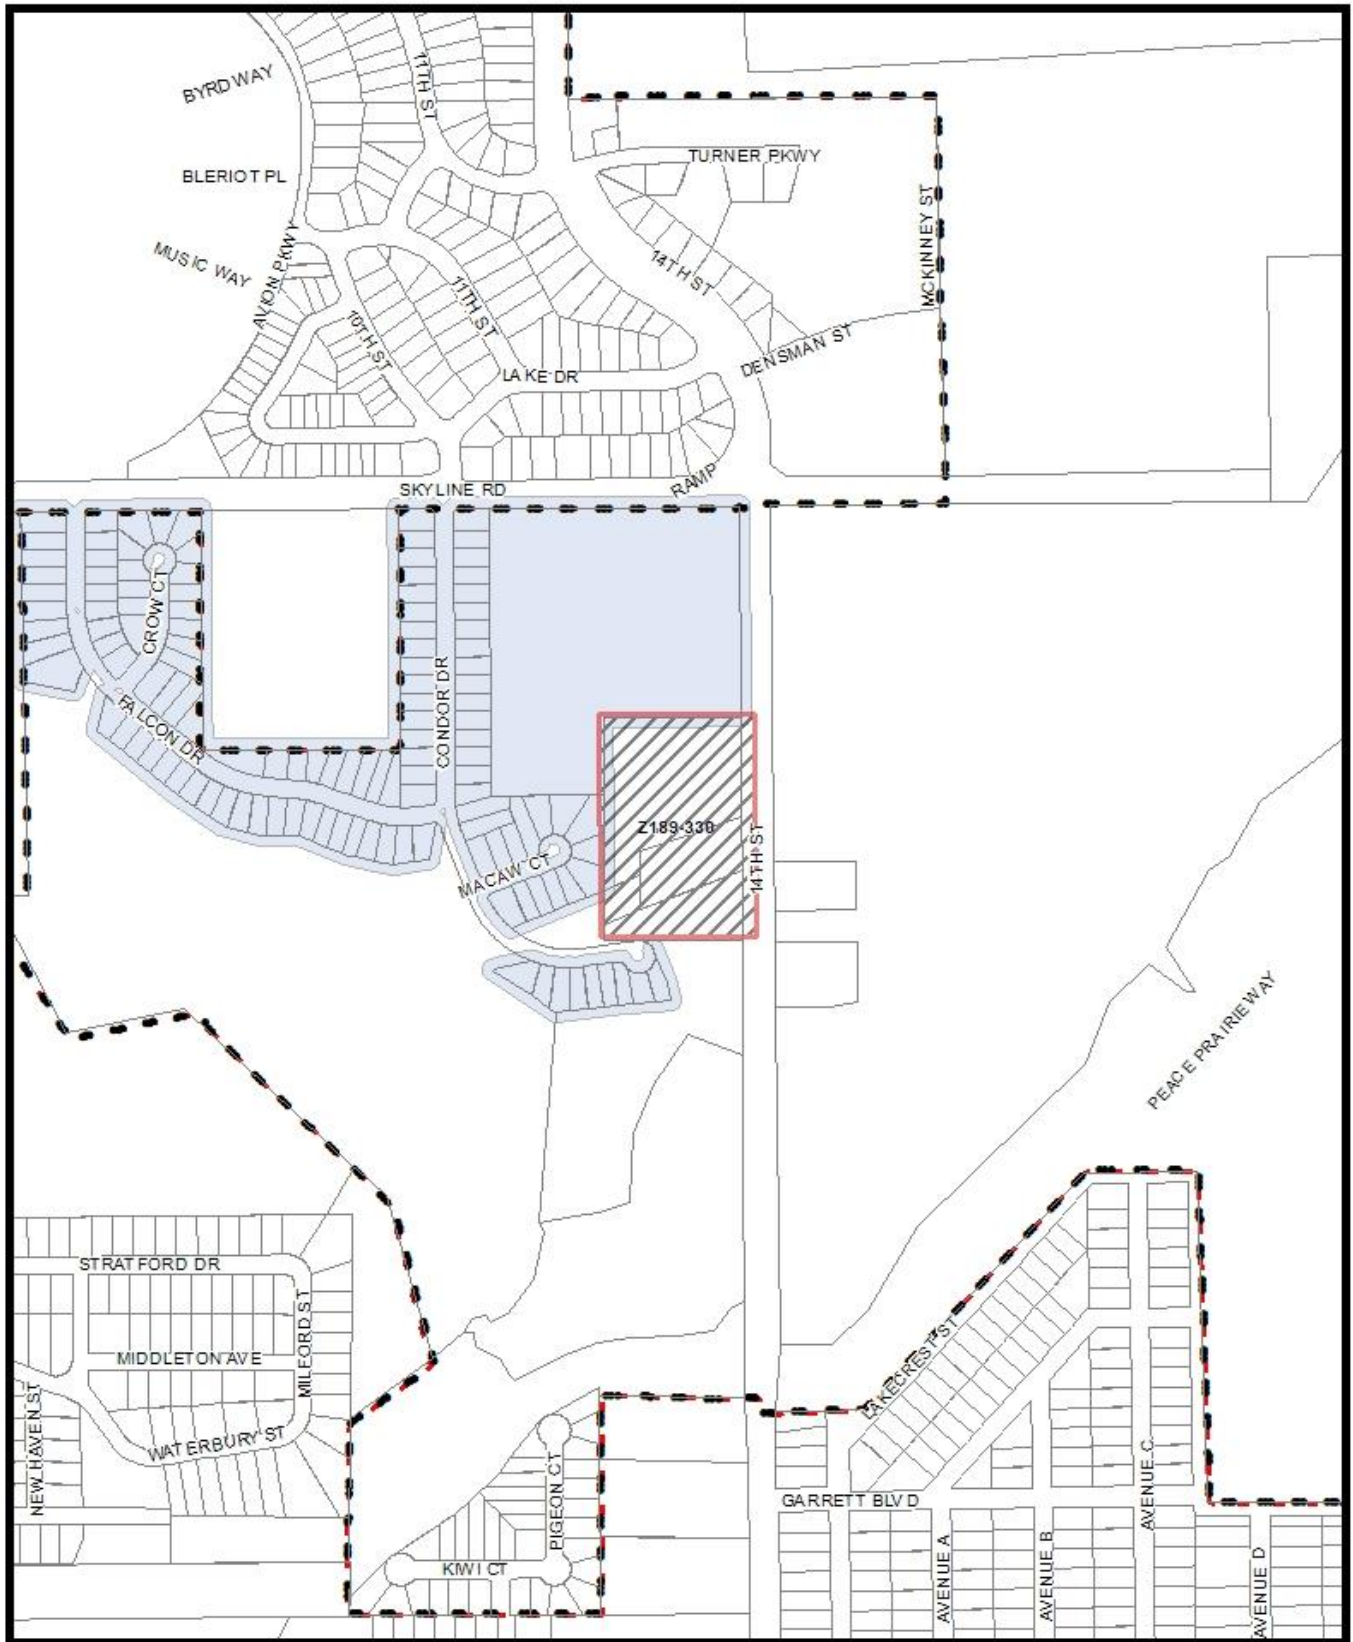 BYRD WAY
11TH ST
TURNER PKWY
BLERIOT PL
MCKINNEY ST
MUSIC WAY
AVION PKWY
14TH ST
11TH ST
10TH ST
DENSMAN ST
LAKE DR
RAMP
SKYLINE RD
CROW CT
CONDOR DR
FALCON DR
Z189-330
14TH ST
MACAW CT
PEACE PRAIRIE WAY
STRATFORD DR
MILFORD ST
MIDDLETON AVE
LAKECREST ST
NEW HAVEN ST
WATERBURY ST
AVENUE C
PIGEON CT
GARRETT BLVD
KIWI CT
AVENUE A
AVENUE B
AVENUE D